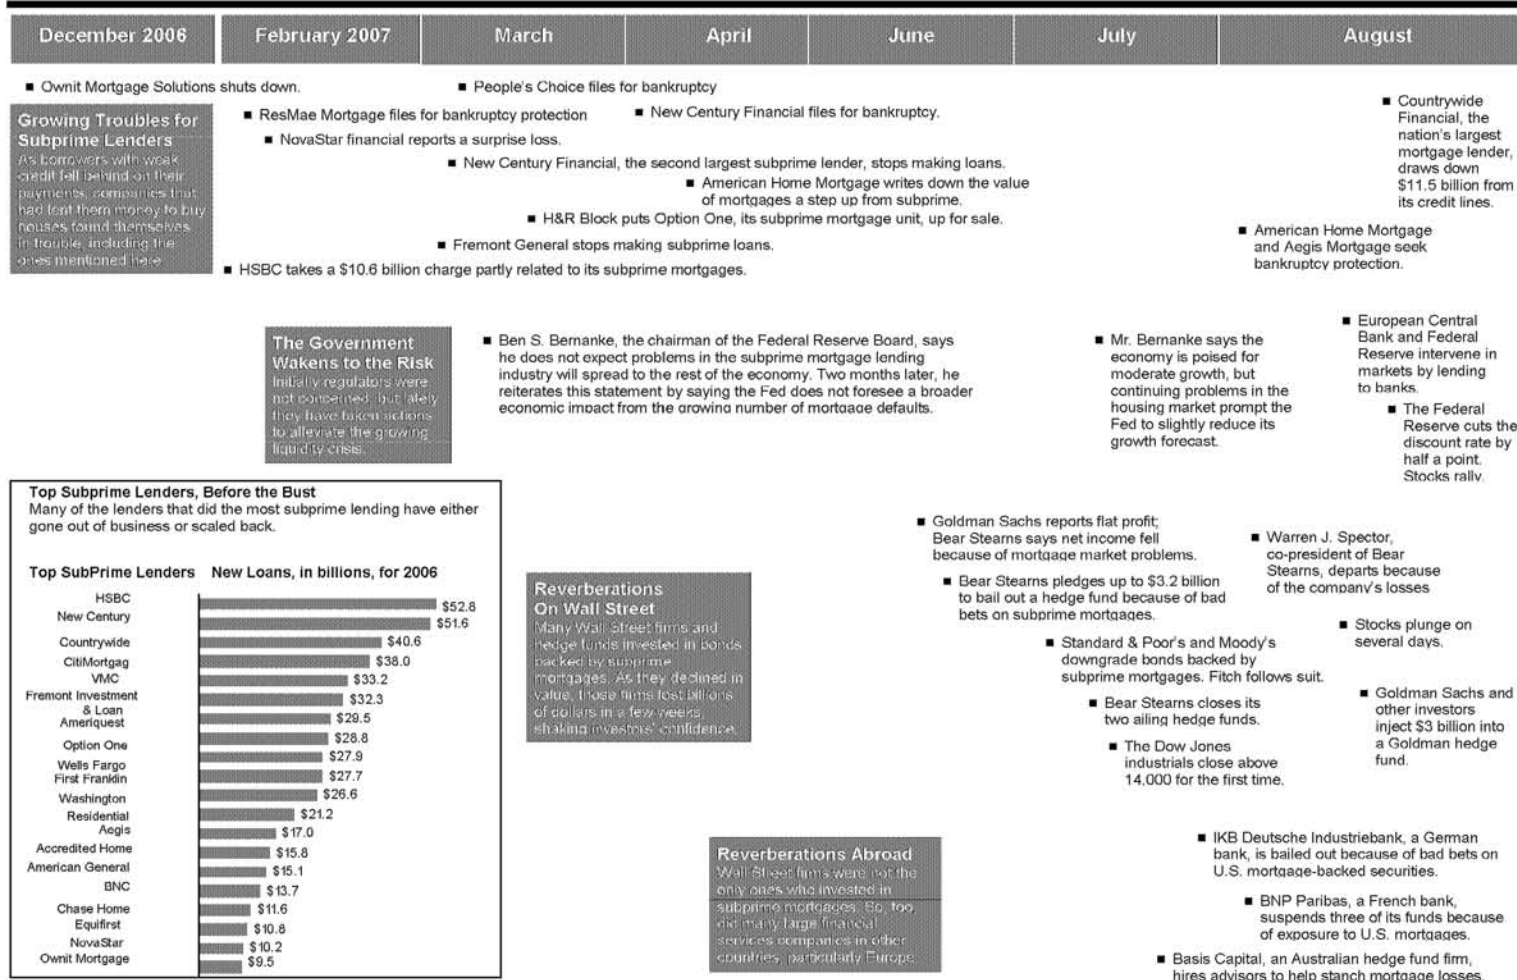 December 2006
February 2007
March
April
June
July
August
Ownit Mortgage Solutions shuts down.
People's Choice files for bankruptcy
Growing Troubles for
Subprime Lenders
As borrowers with weak
credit fell behind on their
payments, companies that
had lent them money to buy
houses found themselves
in trouble, including the
ones mentioned here
ResMae Mortgage files for bankruptcy protection
New Century Financial files for bankruptcy.
NovaStar financial reports a surprise loss.
New Century Financial, the second largest subprime lender, stops making loans.
American Home Mortgage writes down the value
of mortgages a step up from subprime.
H&R Block puts Option One, its subprime mortgage unit, up for sale.
Fremont General stops making subprime loans.
HSBC takes a $10.6 billion charge partly related to its subprime mortgages.
Countrywide
Financial, the
nation's largest
mortgage lender,
draws down
$11.5 billion from
its credit lines.
American Home Mortgage
and Aegis Mortgage seek
bankruptcy protection.
The Government
Wakens to the Risk
Initially regulators were
not concerned, but lately
they have taken actions
to alleviate the growing
liquidity crisis.
Ben S. Bernanke, the chairman of the Federal Reserve Board, says
he does not expect problems in the subprime mortgage lending
industry will spread to the rest of the economy. Two months later, he
reiterates this statement by saying the Fed does not foresee a broader
economic impact from the growing number of mortgage defaults.
Mr. Bernanke says the
economy is poised for
moderate growth, but
continuing problems in the
housing market prompt the
Fed to slightly reduce its
growth forecast.
European Central
Bank and Federal
Reserve intervene in
markets by lending
to banks.
The Federal
Reserve cuts the
discount rate by
half a point.
Stocks rally.
Top Subprime Lenders, Before the Bust
Many of the lenders that did the most subprime lending have either
gone out of business or scaled back.
Top SubPrime Lenders New Loans, in billions, for 2006
HSBC $52.8
New Century $51.6
Countrywide $40.6
CitiMortgag $38.0
VMC $33.2
Fremont Investment $32.3
& Loan
Ameriquest $29.5
Option One $28.8
Wells Fargo $27.9
First Franklin $27.7
Washington $26.6
Residential $21.2
Aegis $17.0
Accredited Home $15.8
American General $15.1
BNC $13.7
Chase Home $11.6
Equifirst $10.8
NovaStar $10.2
Ownit Mortgage $9.5
Reverberations
On Wall Street
Many Wall Street firms and
hedge funds invested in bonds
backed by subprime
mortgages. As they declined in
value, those firms lost billions
of dollars in a few weeks,
shaking investors' confidence.
Goldman Sachs reports flat profit;
Bear Stearns says net income fell
because of mortgage market problems.
Bear Stearns pledges up to $3.2 billion
to bail out a hedge fund because of bad
bets on subprime mortgages.
Standard & Poor's and Moody's
downgrade bonds backed by
subprime mortgages. Fitch follows suit.
Bear Stearns closes its
two ailing hedge funds.
The Dow Jones
industrials close above
14,000 for the first time.
Warren J. Spector,
co-president of Bear
Stearns, departs because
of the company's losses
Stocks plunge on
several days.
Goldman Sachs and
other investors
inject $3 billion into
a Goldman hedge
fund.
Reverberations Abroad
Wall Street firms were not the
only ones who invested in
subprime mortgages. So, too,
did many large financial
services companies in other
countries, particularly Europe.
IKB Deutsche Industriebank, a German
bank, is bailed out because of bad bets on
U.S. mortgage-backed securities.
BNP Paribas, a French bank,
suspends three of its funds because
of exposure to U.S. mortgages.
Basis Capital, an Australian hedge fund firm,
hires advisors to help stanch mortgage losses.